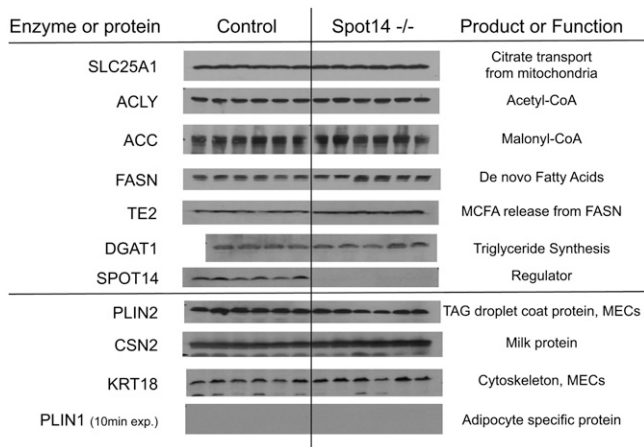 Enzyme or protein Control Spot14 -/- Product or Function
SLC25A1 Citrate transport
from mitochondria
ACLY Acetyl-CoA
ACC Malonyl-CoA
FASN De novo Fatty Acids
TE2 MCFA release from FASN
DGAT1 Triglyceride Synthesis
SPOT14 Regulator
PLIN2 TAG droplet coat protein, MECs
CSN2 Milk protein
KRT18 Cytoskeleton, MECs
PLIN1 (10min exp.) Adipocyte specific protein